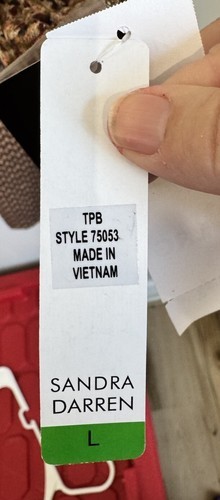 TPB
STYLE 75053
MADE IN
VIETNAM
SANDRA
DARREN
L